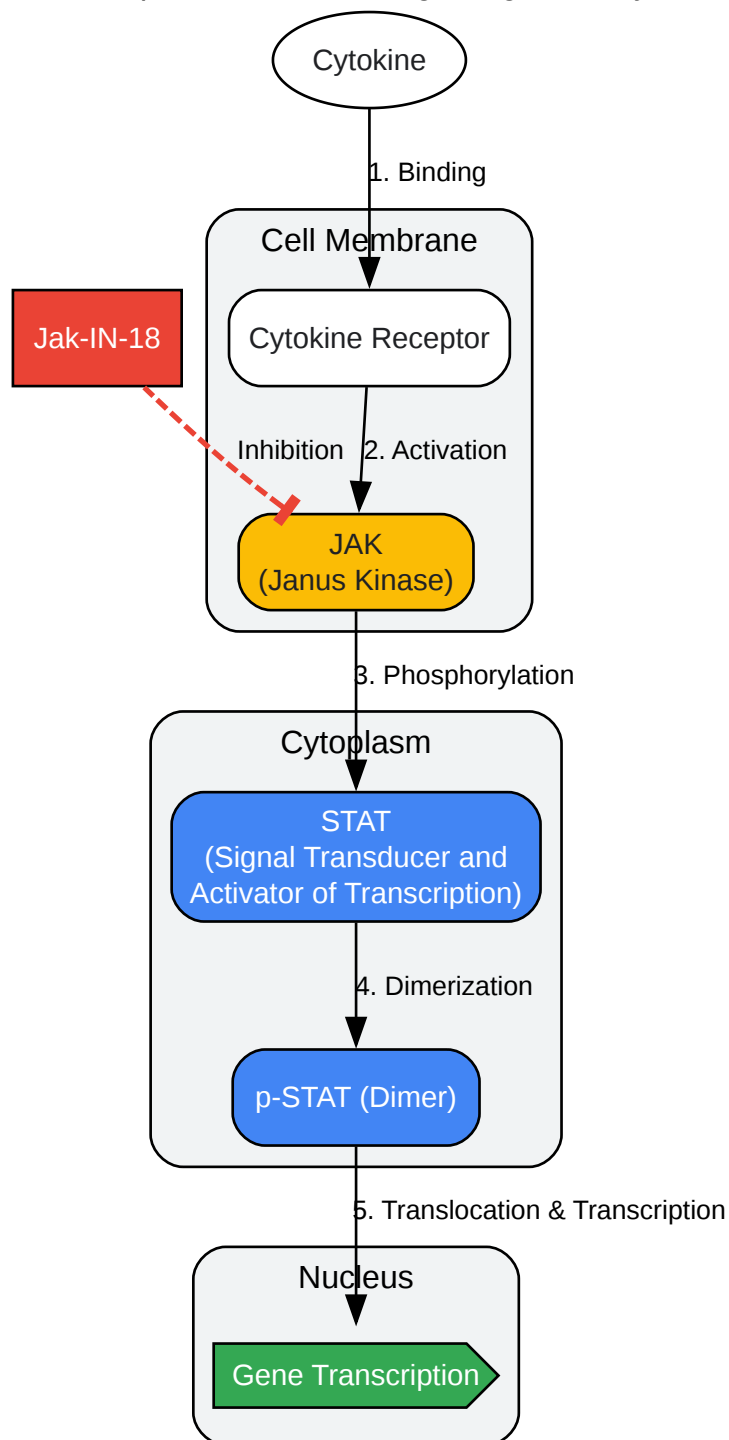 Cytokine
1. Binding
Cell Membrane
Jak-IN-18
Cytokine Receptor
Inhibition
2. Activation
JAK
(Janus Kinase)
3. Phosphorylation
Cytoplasm
STAT
(Signal Transducer and
Activator of Transcription)
4. Dimerization
p-STAT (Dimer)
5. Translocation & Transcription
Nucleus
Gene Transcription